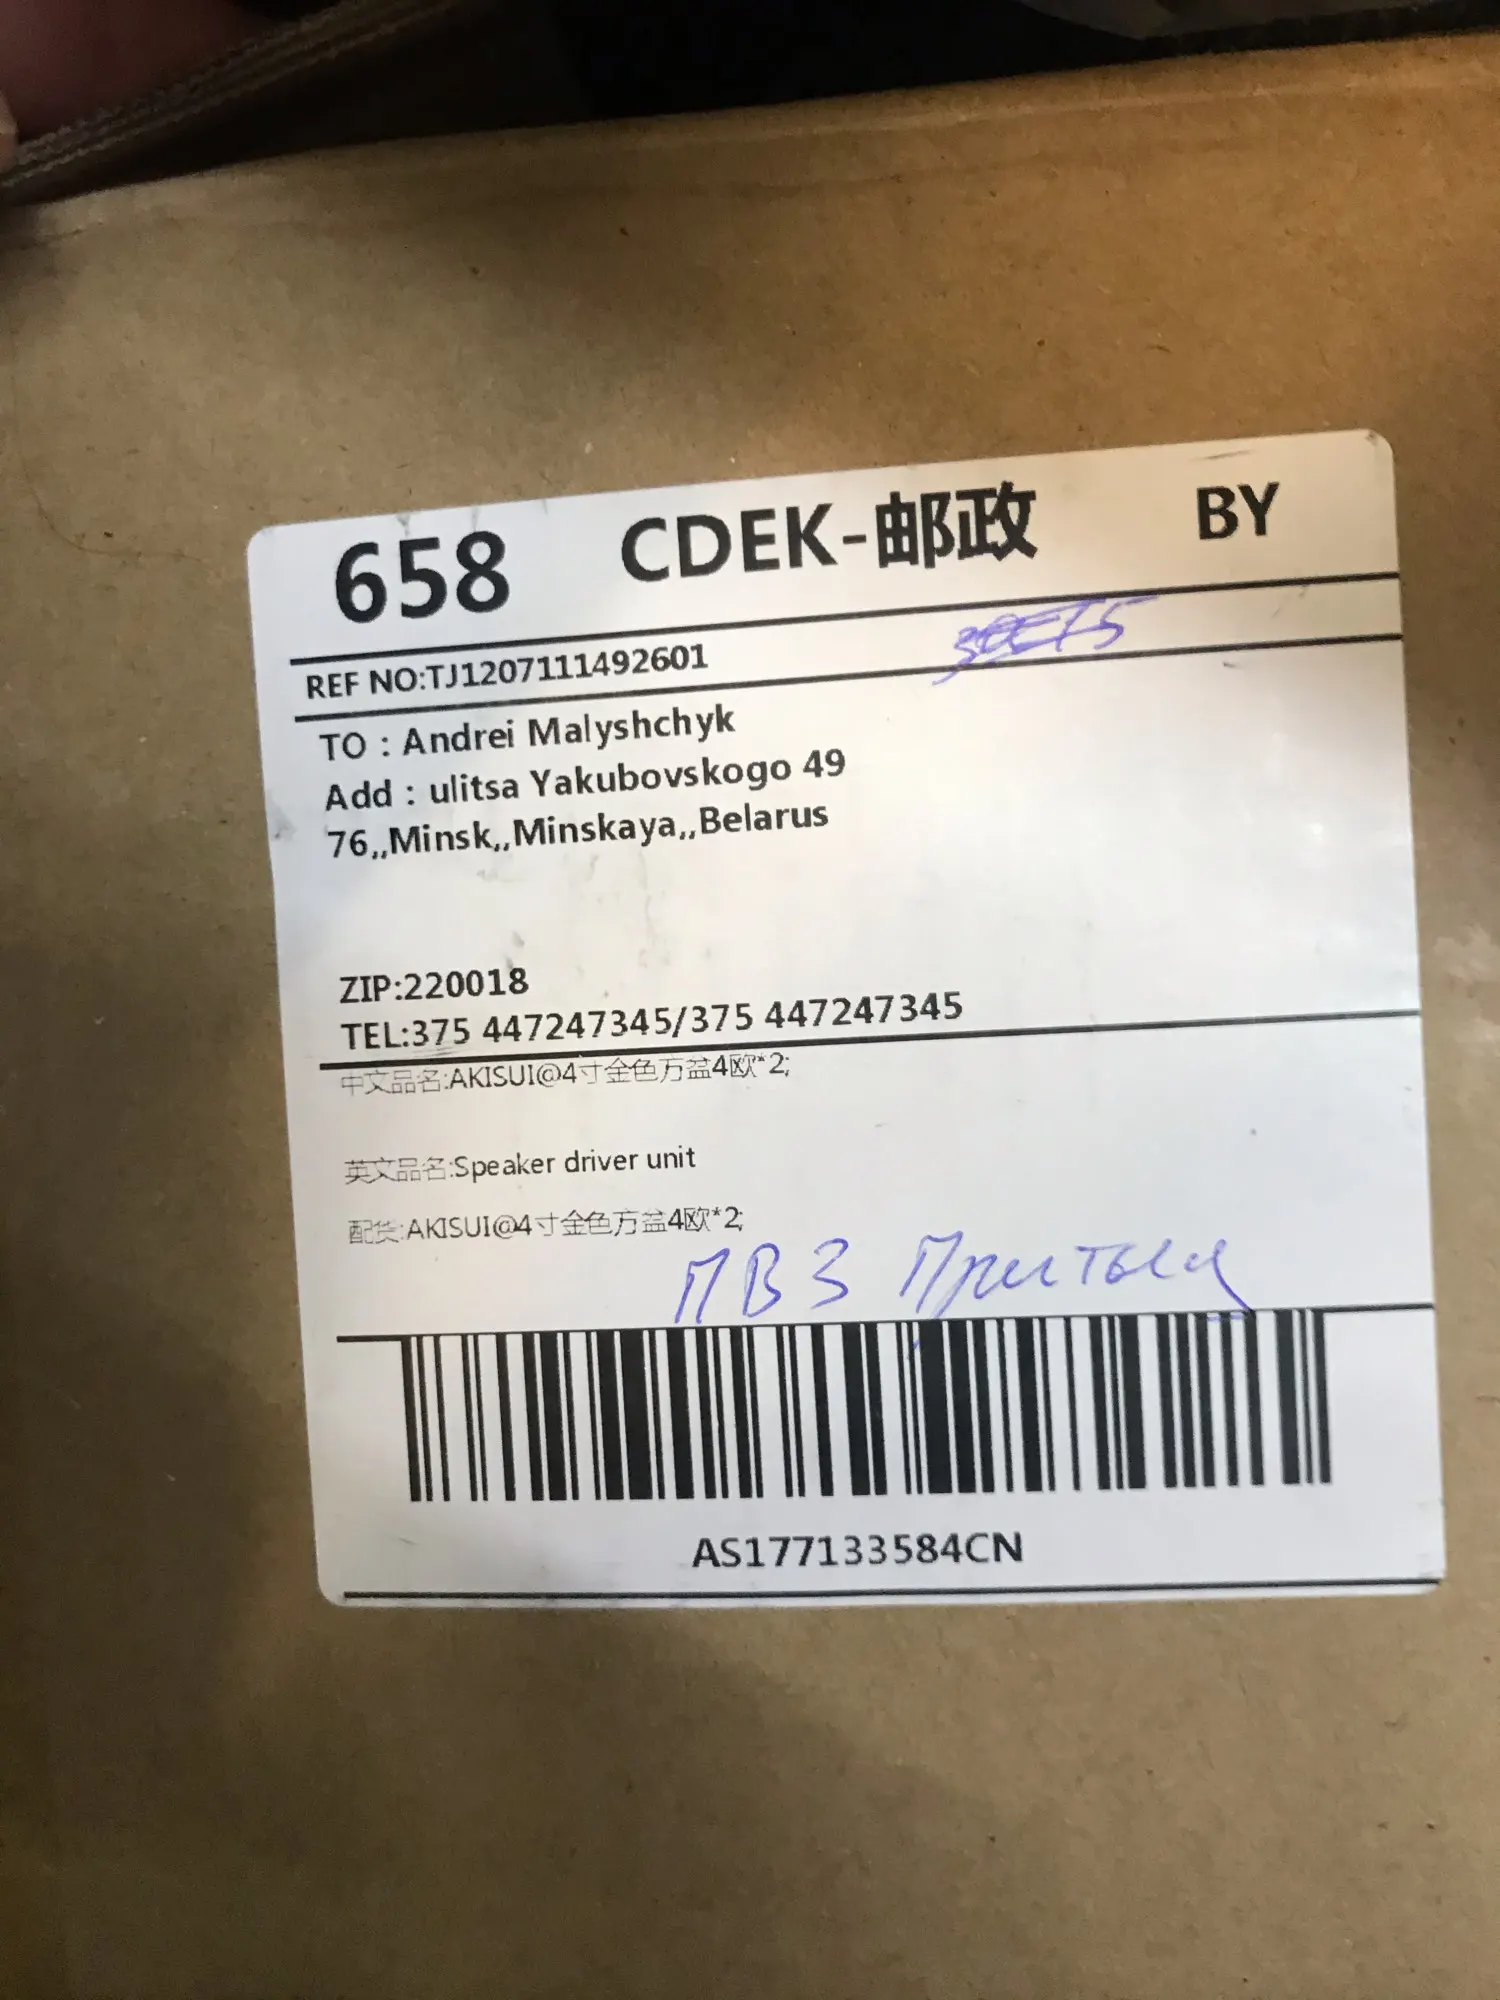 658 CDEK-邮政 BY
REF NO:TJ1207111492601
TO : Andrei Malyshchyk
Add : ulitsa Yakubovskogo 49
76,,Minsk,,Minskaya,,Belarus
ZIP:220018
TEL:375 447247345/375 447247345
中文品名:AKISUI@4寸金色方盆4欧*2;
英文品名:Speaker driver unit
配货:AKISUI@4寸金色方盆4欧*2;
ПВЗ
AS177133584CN